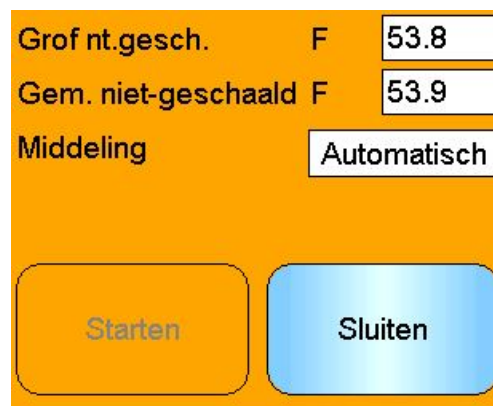 Grof nt.gesch. F 53.8
Gem. niet-geschaald F 53.9
Middeling Automatisch
Starten Sluiten